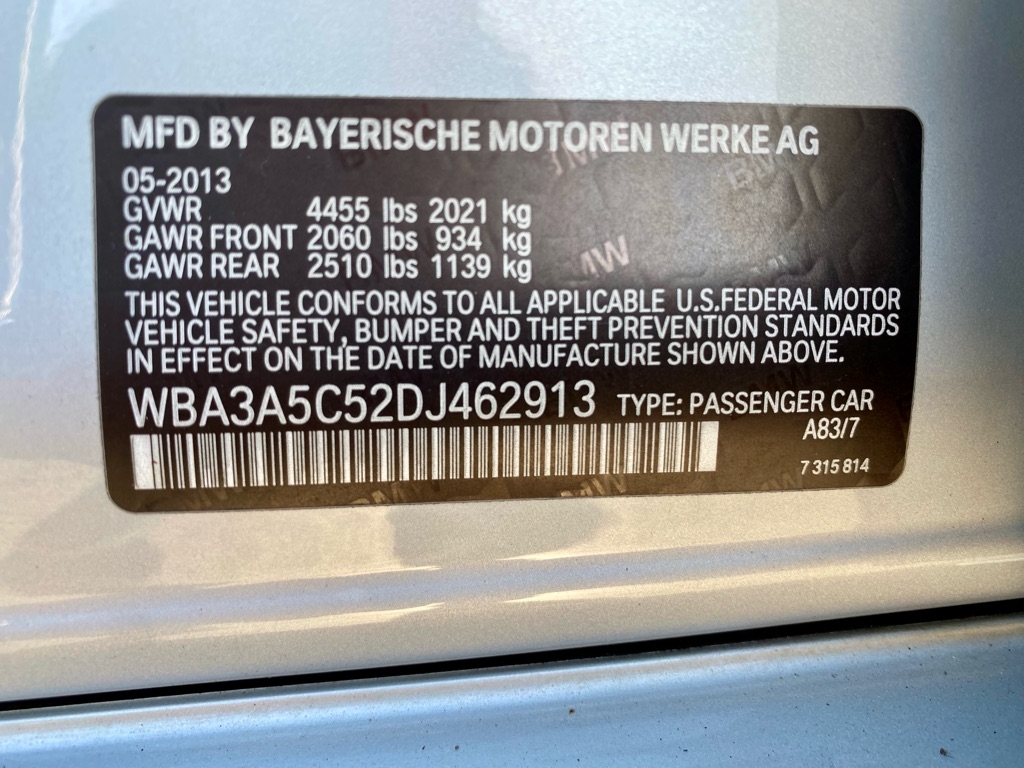 MFD BY BAYERISCHE MOTOREN WERKE AG
05-2013
GVWR 4455 lbs 2021 kg
GAWR FRONT 2060 lbs 934 kg
GAWR REAR 2510 lbs 1139 kg
THIS VEHICLE CONFORMS TO ALL APPLICABLE U.S.FEDERAL MOTOR
VEHICLE SAFETY, BUMPER AND THEFT PREVENTION STANDARDS
IN EFFECT ON THE DATE OF MANUFACTURE SHOWN ABOVE.
WBA3A5C52DJ462913 TYPE: PASSENGER CAR
A83/7
7 315 814